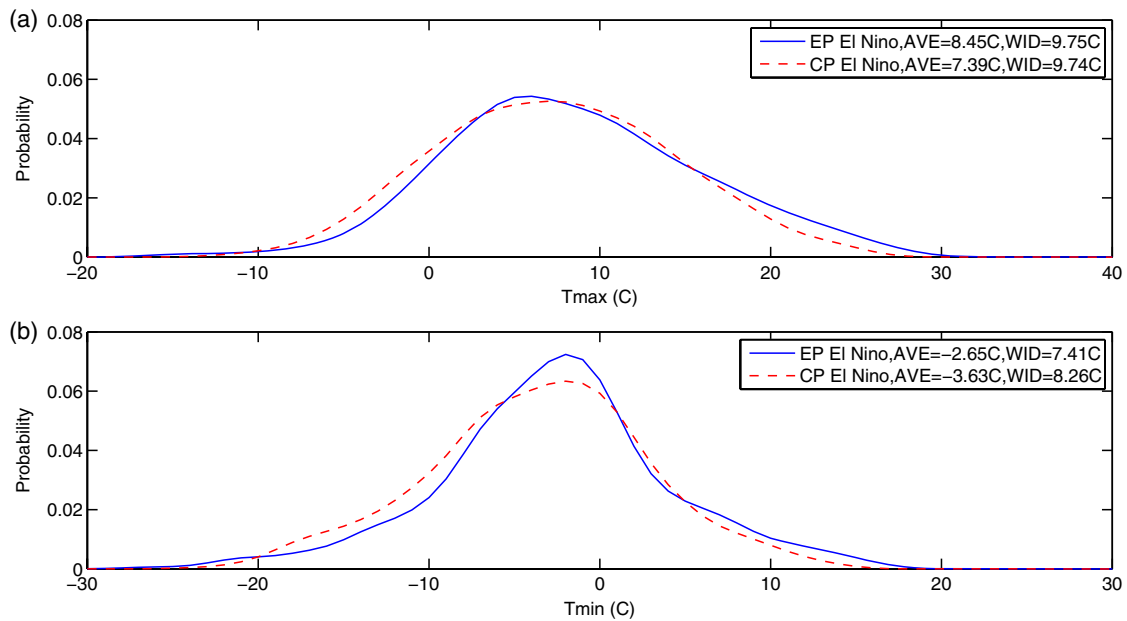 (a)
0.08
0.06
0.04
0.02
0
Probability
EP El Nino,AVE=8.45C,WID=9.75C
CP El Nino,AVE=7.39C,WID=9.74C
−20 −10 0 10 20 30 40
Tmax (C)
(b)
0.08
0.06
0.04
0.02
0
Probability
EP El Nino,AVE=−2.65C,WID=7.41C
CP El Nino,AVE=−3.63C,WID=8.26C
−30 −20 −10 0 10 20 30
Tmin (C)